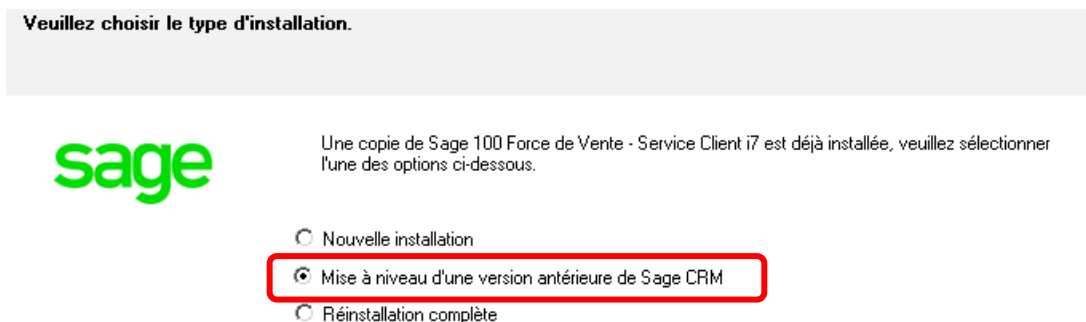 Veuillez choisir le type d'installation.
sage
Une copie de Sage 100 Force de Vente - Service Client i7 est déjà installée, veuillez sélectionner
l'une des options ci-dessous.
Nouvelle installation
Mise à niveau d'une version antérieure de Sage CRM
Réinstallation complète